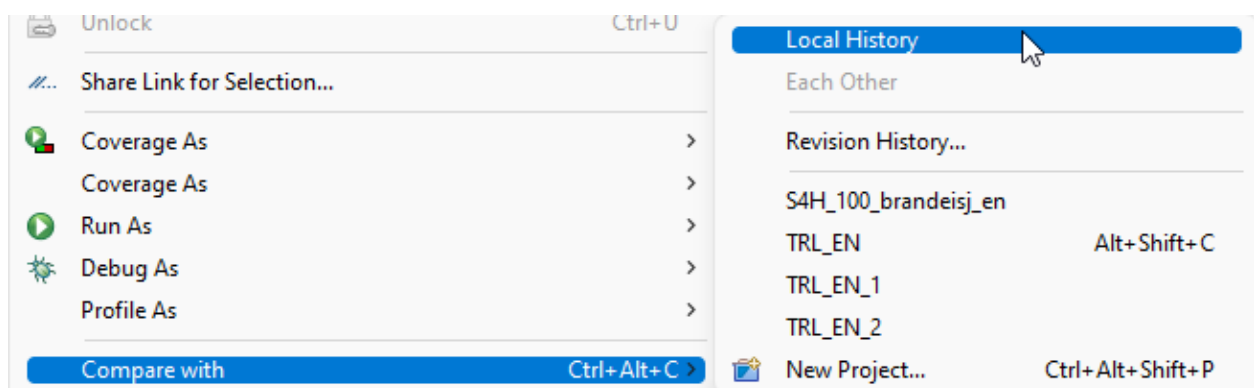 Unlock Ctrl+U
Share Link for Selection...
Coverage As
Coverage As
Run As
Debug As
Profile As
Compare with Ctrl+Alt+C
Local History
Each Other
Revision History...
S4H_100_brandeisj_en
TRL_EN Alt+Shift+C
TRL_EN_1
TRL_EN_2
New Project... Ctrl+Alt+Shift+P